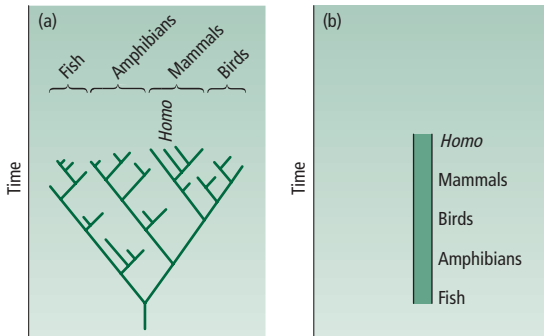 (a)
Fish
Amphibians
Mammals
Birds
Homo
Time
(b)
Time
Homo
Mammals
Birds
Amphibians
Fish